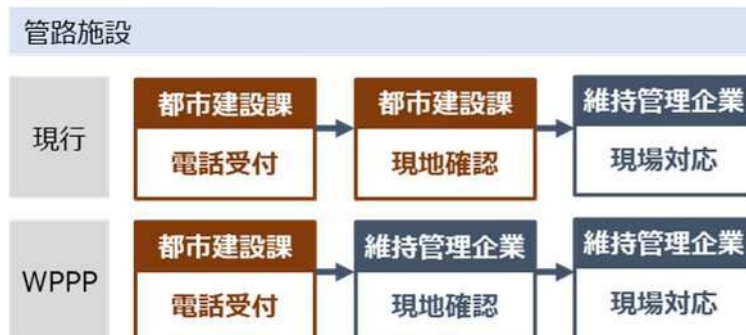 管路施設
現行
都市建設課
電話受付
都市建設課
現地確認
維持管理企業
現場対応
WPPP
都市建設課
電話受付
維持管理企業
現地確認
維持管理企業
現場対応